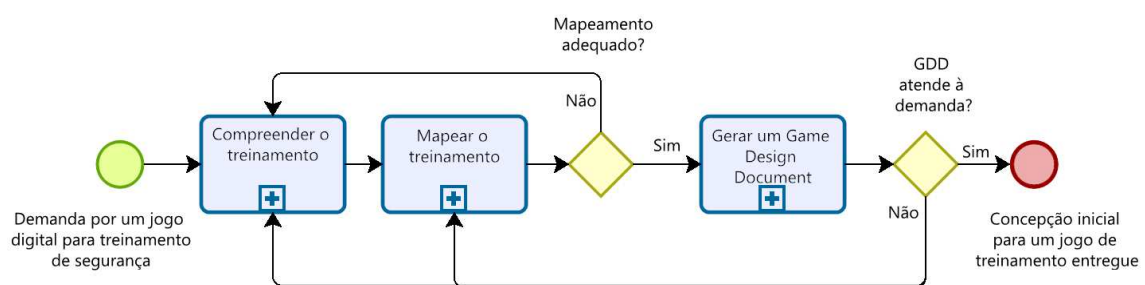 Mapeamento
adequado?
GDD
atende à
demanda?
Não
Compreender o
treinamento
Mapear o
treinamento
Sim
Gerar um Game
Design
Document
Sim
Não
Demanda por um jogo
digital para treinamento
de segurança
Concepção inicial
para um jogo de
treinamento entregue